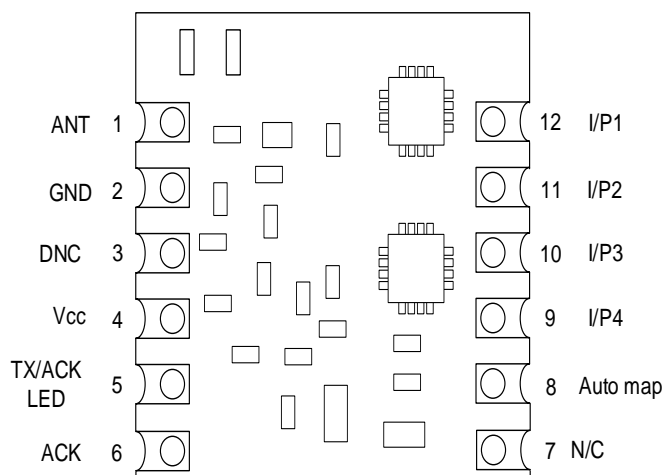 ANT 1
GND 2
DNC 3
Vcc 4
TX/ACK
LED 5
ACK 6
12 I/P1
11 I/P2
10 I/P3
9 I/P4
8 Auto map
7 N/C